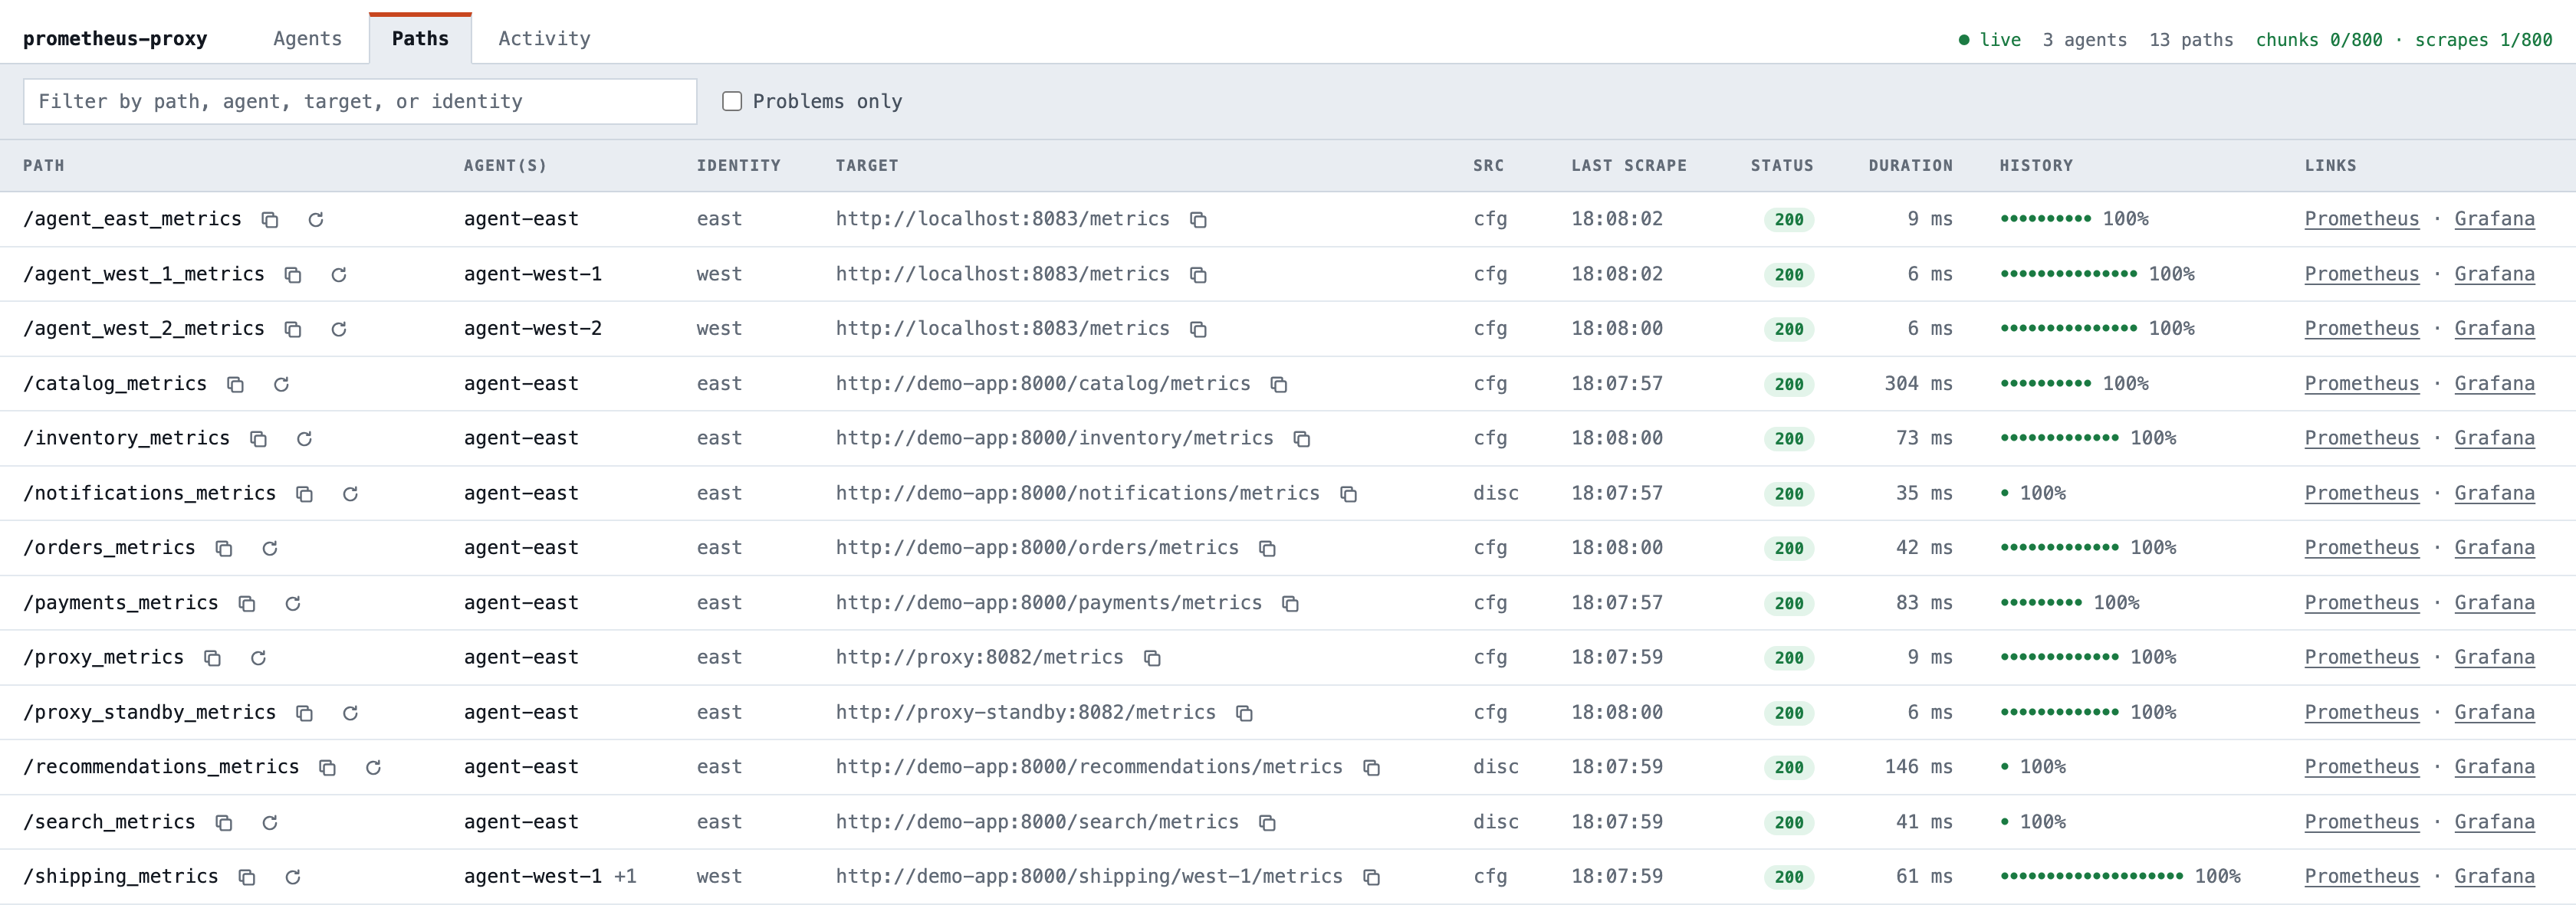 prometheus-proxy Agents Paths Activity ● live 3 agents 13 paths chunks 0/800 · scrapes 1/800
Filter by path, agent, target, or identity Problems only
PATH AGENT(S) IDENTITY TARGET SRC LAST SCRAPE STATUS DURATION HISTORY LINKS
/agent_east_metrics agent-east east http://localhost:8083/metrics cfg 18:08:02 200 9 ms 100% Prometheus · Grafana
/agent_west_1_metrics agent-west-1 west http://localhost:8083/metrics cfg 18:08:02 200 6 ms 100% Prometheus · Grafana
/agent_west_2_metrics agent-west-2 west http://localhost:8083/metrics cfg 18:08:00 200 6 ms 100% Prometheus · Grafana
/catalog_metrics agent-east east http://demo-app:8000/catalog/metrics cfg 18:07:57 200 304 ms 100% Prometheus · Grafana
/inventory_metrics agent-east east http://demo-app:8000/inventory/metrics cfg 18:08:00 200 73 ms 100% Prometheus · Grafana
/notifications_metrics agent-east east http://demo-app:8000/notifications/metrics disc 18:07:57 200 35 ms 100% Prometheus · Grafana
/orders_metrics agent-east east http://demo-app:8000/orders/metrics cfg 18:08:00 200 42 ms 100% Prometheus · Grafana
/payments_metrics agent-east east http://demo-app:8000/payments/metrics cfg 18:07:57 200 83 ms 100% Prometheus · Grafana
/proxy_metrics agent-east east http://proxy:8082/metrics cfg 18:07:59 200 9 ms 100% Prometheus · Grafana
/proxy_standby_metrics agent-east east http://proxy-standby:8082/metrics cfg 18:08:00 200 6 ms 100% Prometheus · Grafana
/recommendations_metrics agent-east east http://demo-app:8000/recommendations/metrics disc 18:07:59 200 146 ms 100% Prometheus · Grafana
/search_metrics agent-east east http://demo-app:8000/search/metrics disc 18:07:59 200 41 ms 100% Prometheus · Grafana
/shipping_metrics agent-west-1 +1 west http://demo-app:8000/shipping/west-1/metrics cfg 18:07:59 200 61 ms 100% Prometheus · Grafana